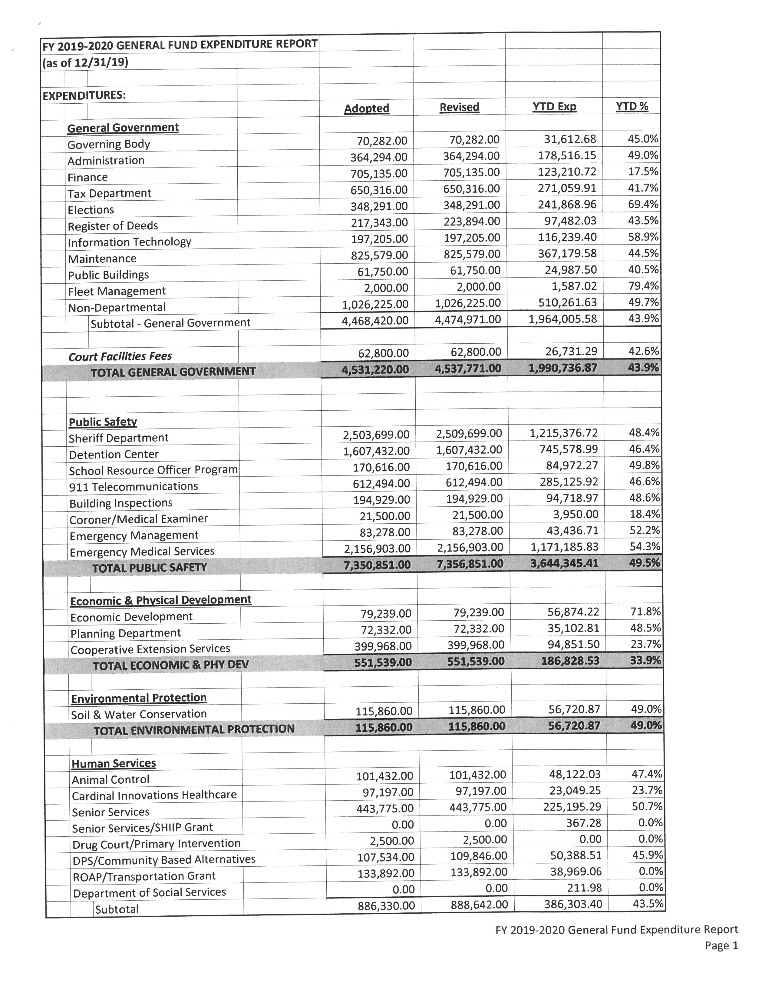 FY 2019-2020 GENERAL FUND EXPENDITURE REPORT
(as of 12/31/19)
EXPENDITURES:
Adopted Revised YTD Exp YTD %
General Government
Governing Body 70,282.00 70,282.00 31,612.68 45.0%
Administration 364,294.00 364,294.00 178,516.15 49.0%
Finance 705,135.00 705,135.00 123,210.72 17.5%
Tax Department 650,316.00 650,316.00 271,059.91 41.7%
Elections 348,291.00 348,291.00 241,868.96 69.4%
Register of Deeds 217,343.00 223,894.00 97,482.03 43.5%
Information Technology 197,205.00 197,205.00 116,239.40 58.9%
Maintenance 825,579.00 825,579.00 367,179.58 44.5%
Public Buildings 61,750.00 61,750.00 24,987.50 40.5%
Fleet Management 2,000.00 2,000.00 1,587.02 79.4%
Non-Departmental 1,026,225.00 1,026,225.00 510,261.63 49.7%
Subtotal - General Government 4,468,420.00 4,474,971.00 1,964,005.58 43.9%
Court Facilities Fees 62,800.00 62,800.00 26,731.29 42.6%
TOTAL GENERAL GOVERNMENT 4,531,220.00 4,537,771.00 1,990,736.87 43.9%
Public Safety
Sheriff Department 2,503,699.00 2,509,699.00 1,215,376.72 48.4%
Detention Center 1,607,432.00 1,607,432.00 745,578.99 46.4%
School Resource Officer Program 170,616.00 170,616.00 84,972.27 49.8%
911 Telecommunications 612,494.00 612,494.00 285,125.92 46.6%
Building Inspections 194,929.00 194,929.00 94,718.97 48.6%
Coroner/Medical Examiner 21,500.00 21,500.00 3,950.00 18.4%
Emergency Management 83,278.00 83,278.00 43,436.71 52.2%
Emergency Medical Services 2,156,903.00 2,156,903.00 1,171,185.83 54.3%
TOTAL PUBLIC SAFETY 7,350,851.00 7,356,851.00 3,644,345.41 49.5%
Economic & Physical Development
Economic Development 79,239.00 79,239.00 56,874.22 71.8%
Planning Department 72,332.00 72,332.00 35,102.81 48.5%
Cooperative Extension Services 399,968.00 399,968.00 94,851.50 23.7%
TOTAL ECONOMIC & PHY DEV 551,539.00 551,539.00 186,828.53 33.9%
Environmental Protection
Soil & Water Conservation 115,860.00 115,860.00 56,720.87 49.0%
TOTAL ENVIRONMENTAL PROTECTION 115,860.00 115,860.00 56,720.87 49.0%
Human Services
Animal Control 101,432.00 101,432.00 48,122.03 47.4%
Cardinal Innovations Healthcare 97,197.00 97,197.00 23,049.25 23.7%
Senior Services 443,775.00 443,775.00 225,195.29 50.7%
Senior Services/SHIIP Grant 0.00 0.00 367.28 0.0%
Drug Court/Primary Intervention 2,500.00 2,500.00 0.00 0.0%
DPS/Community Based Alternatives 107,534.00 109,846.00 50,388.51 45.9%
ROAP/Transportation Grant 133,892.00 133,892.00 38,969.06 0.0%
Department of Social Services 0.00 0.00 211.98 0.0%
Subtotal 886,330.00 888,642.00 386,303.40 43.5%
FY 2019-2020 General Fund Expenditure Report
Page 1